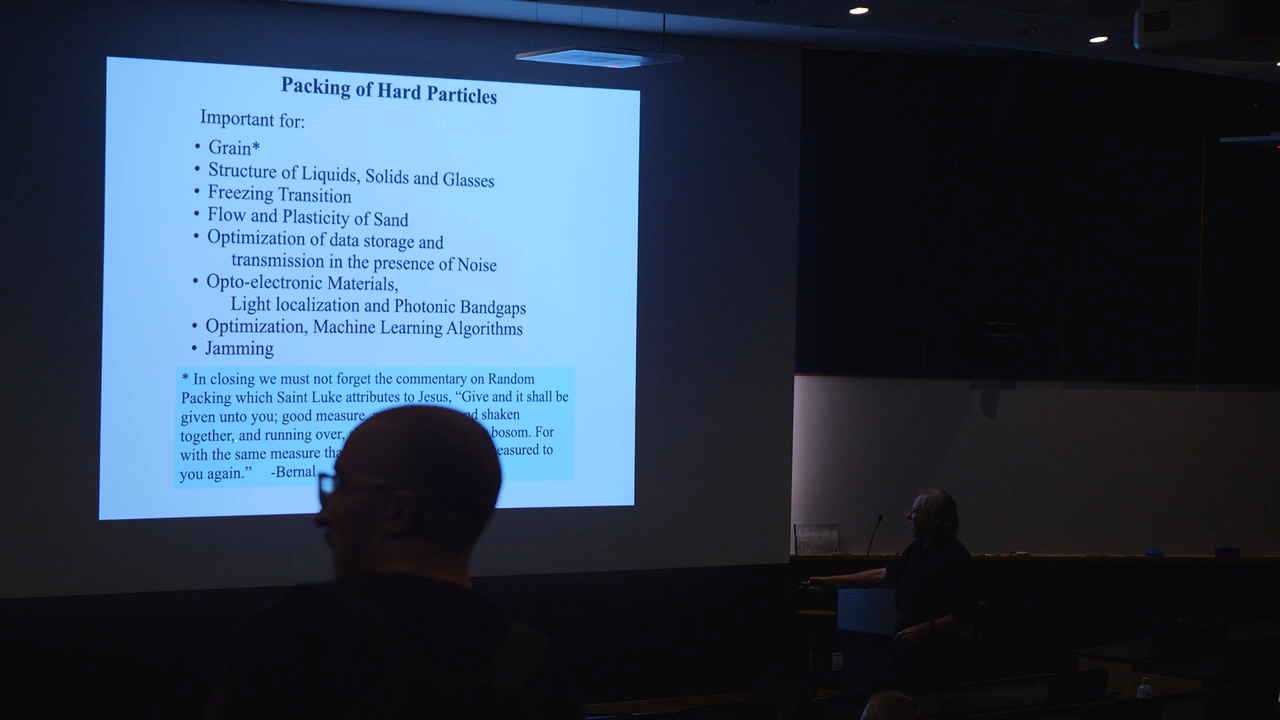 Packing of Hard Particles
Important for:
• Grain*
• Structure of Liquids, Solids and Glasses
• Freezing Transition
• Flow and Plasticity of Sand
• Optimization of data storage and
transmission in the presence of Noise
• Opto-electronic Materials,
Light localization and Photonic Bandgaps
• Optimization, Machine Learning Algorithms
• Jamming
* In closing we must not forget the commentary on Random
Packing which Saint Luke attributes to Jesus, “Give and it shall be
given unto you; good measure shaken
together, and running over, bosom. For
with the same measure to
you again.” -Bernal